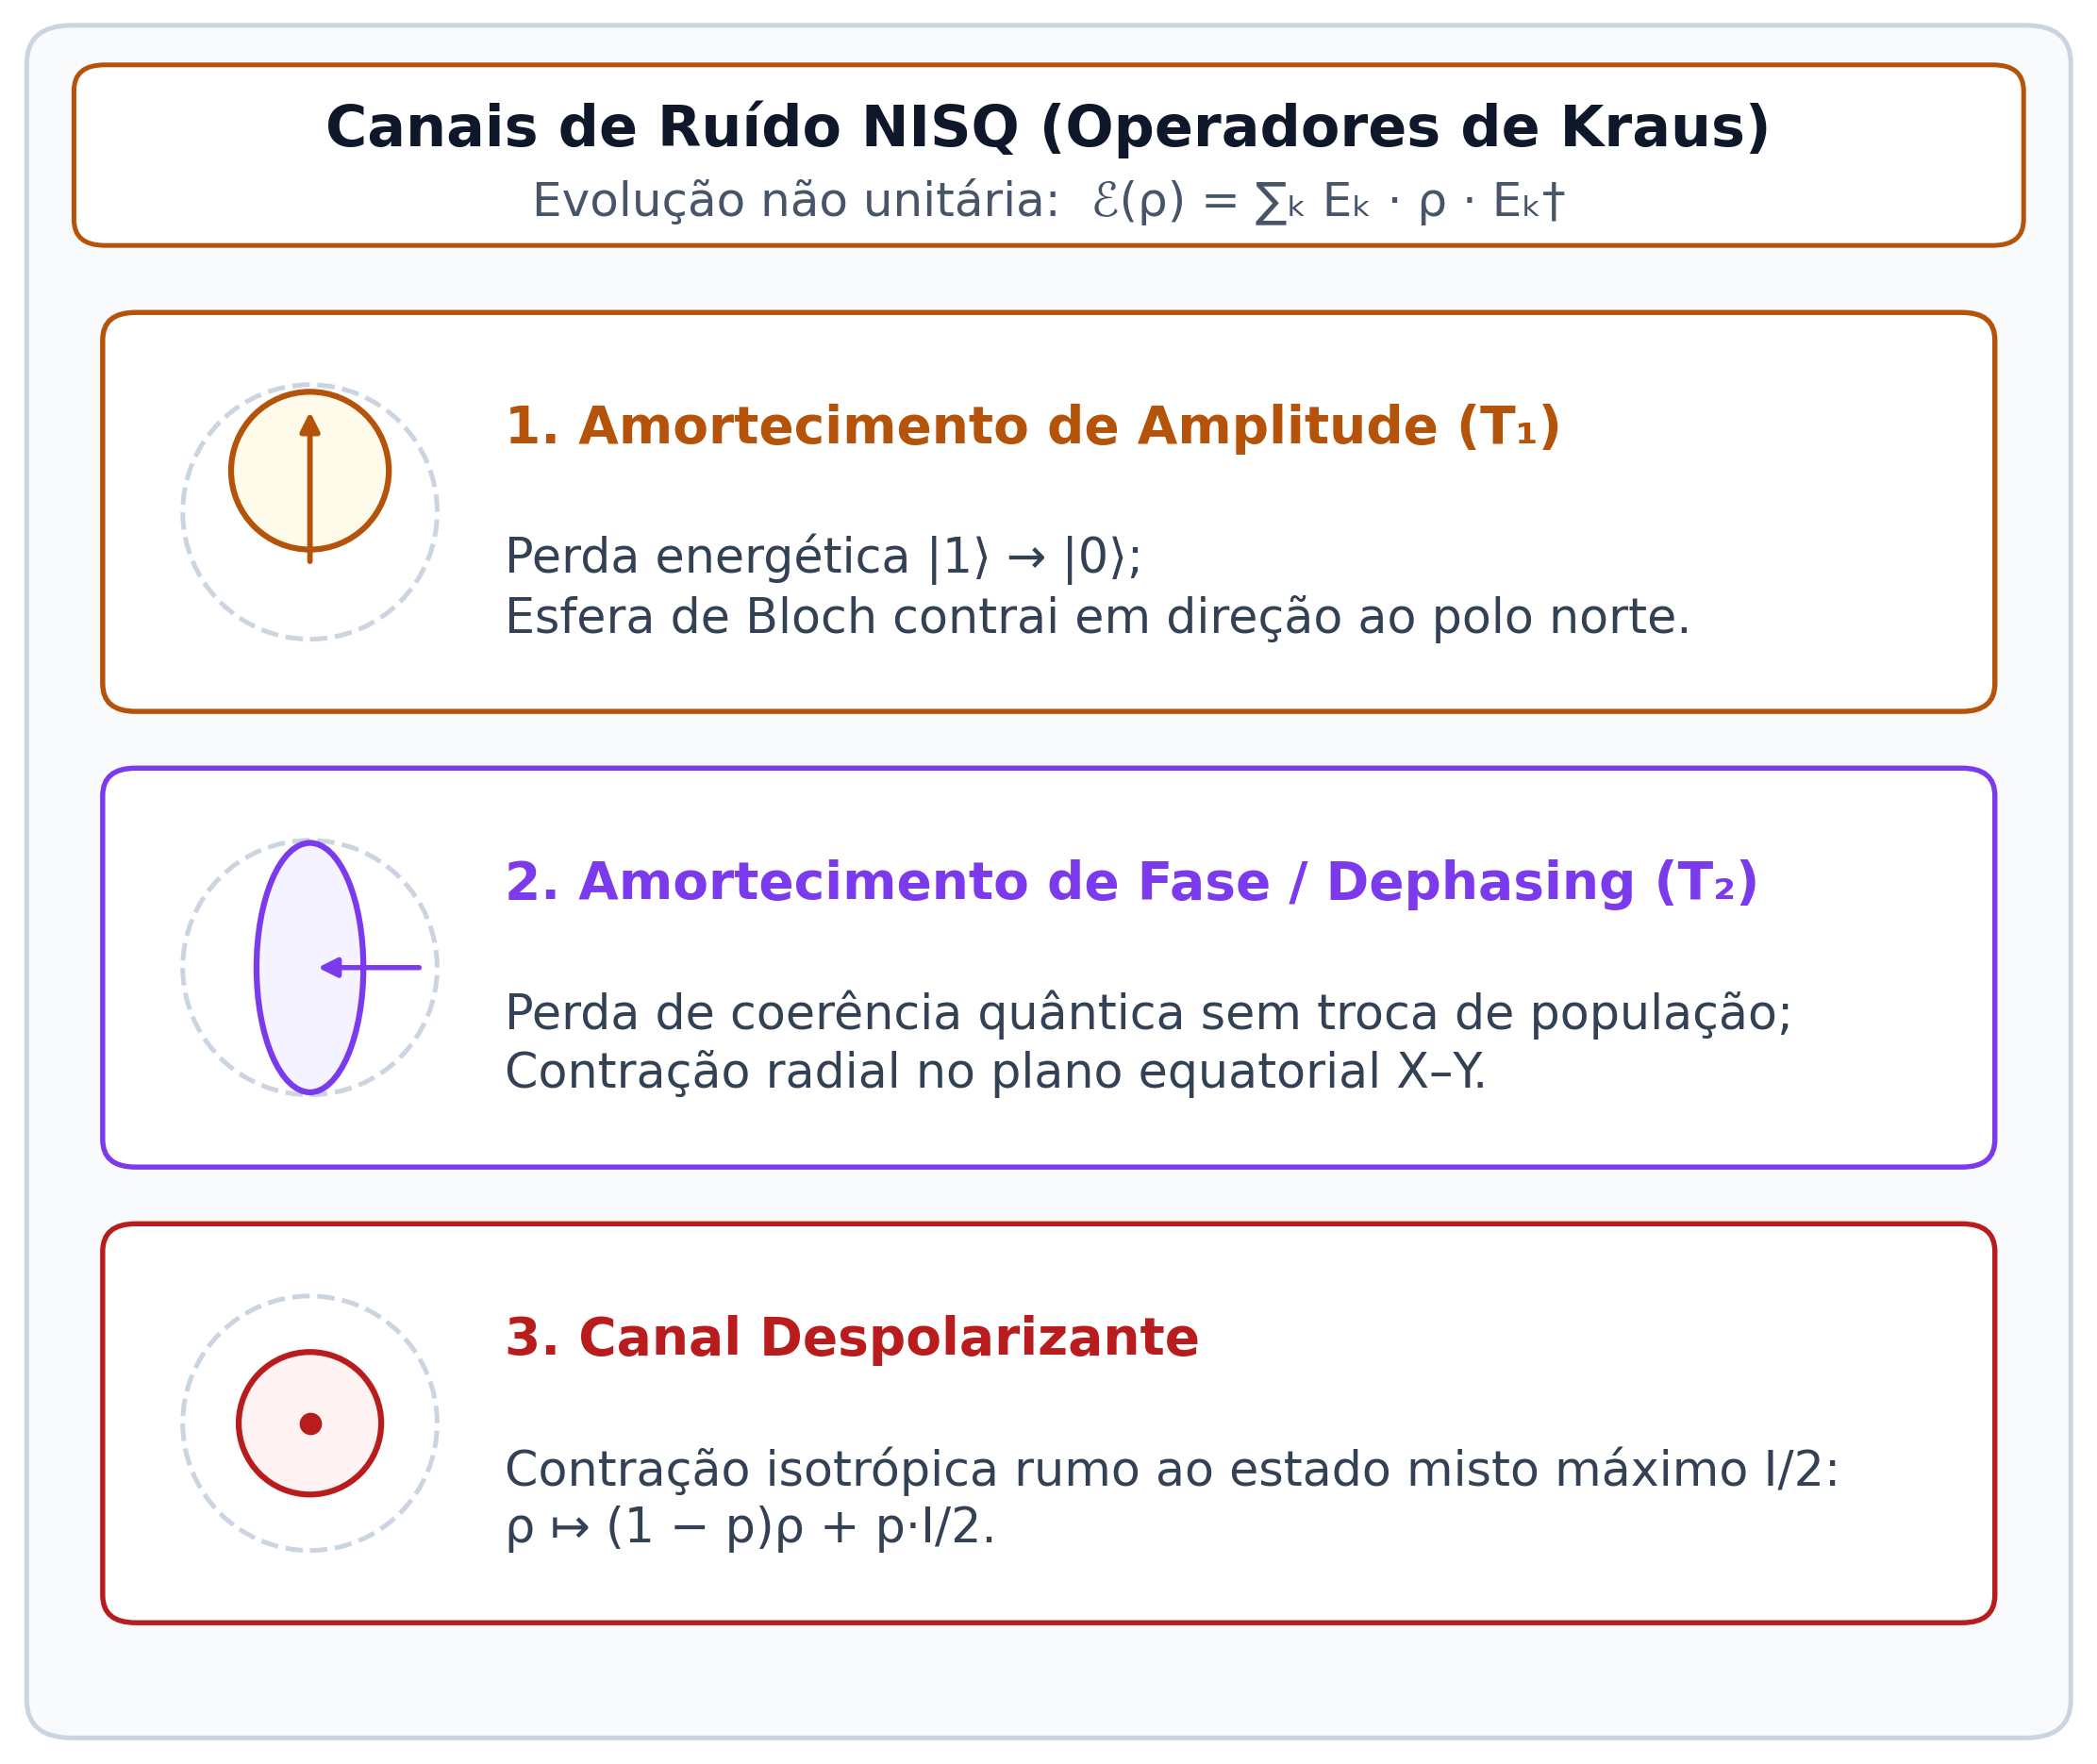 Canais de Ruído NISQ (Operadores de Kraus)
Evolução não unitária: ℰ(ρ) = ∑ₖ Eₖ · ρ · Eₖ†
1. Amortecimento de Amplitude (T₁)
Perda energética |1⟩ → |0⟩;
Esfera de Bloch contrai em direção ao polo norte.
2. Amortecimento de Fase / Dephasing (T₂)
Perda de coerência quântica sem troca de população;
Contração radial no plano equatorial X–Y.
3. Canal Despolarizante
Contração isotrópica rumo ao estado misto máximo I/2:
ρ ↦ (1 − p)ρ + p·I/2.